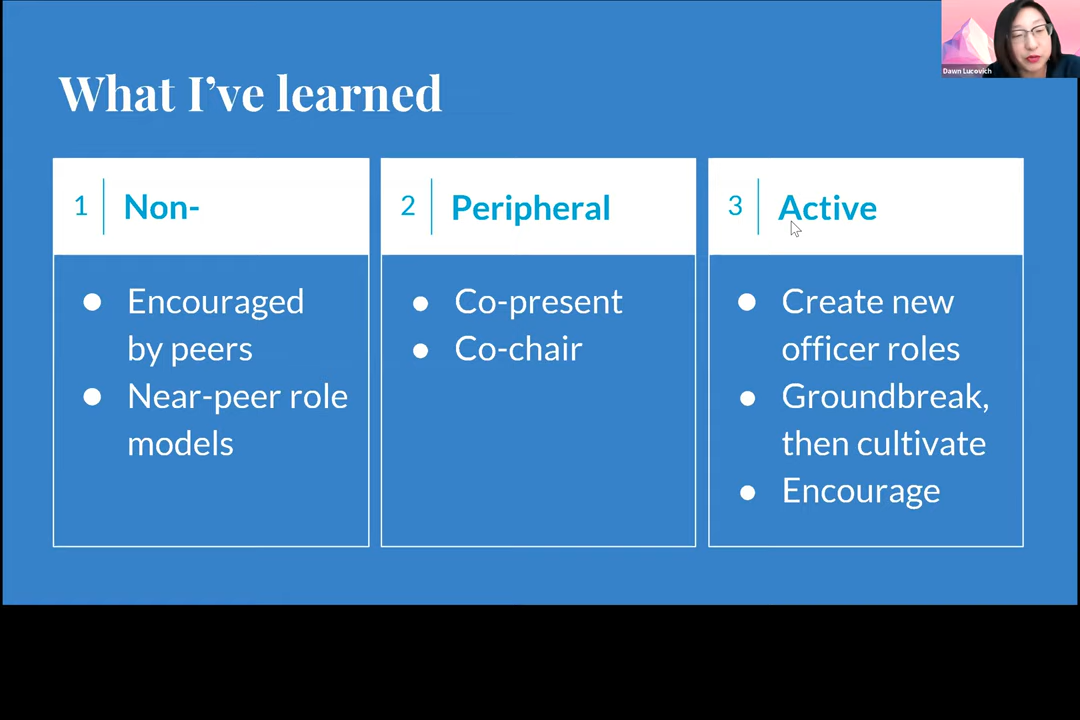 Dawn Lucovich
What I've learned
1 Non-
● Encouraged
by peers
● Near-peer role
models
2 Peripheral
● Co-present
● Co-chair
3 Active
● Create new
officer roles
● Groundbreak,
then cultivate
● Encourage